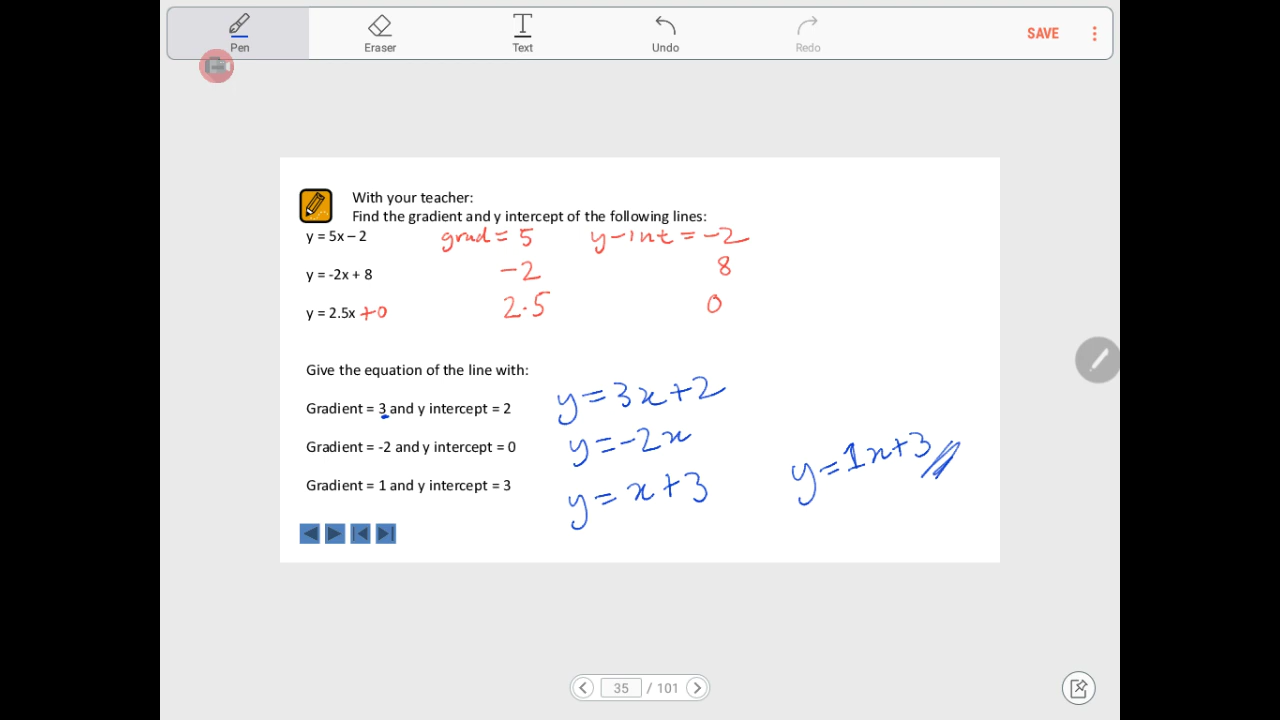 Pen Eraser Text Undo Redo SAVE
With your teacher:
Find the gradient and y intercept of the following lines:
y = 5x – 2 grad = 5 y-int = -2
y = -2x + 8 -2 8
y = 2.5x +0 2.5 0
Give the equation of the line with:
Gradient = 3 and y intercept = 2 y = 3x+2
Gradient = -2 and y intercept = 0 y = -2x
Gradient = 1 and y intercept = 3 y = x+3 y = 1x+3
35 / 101